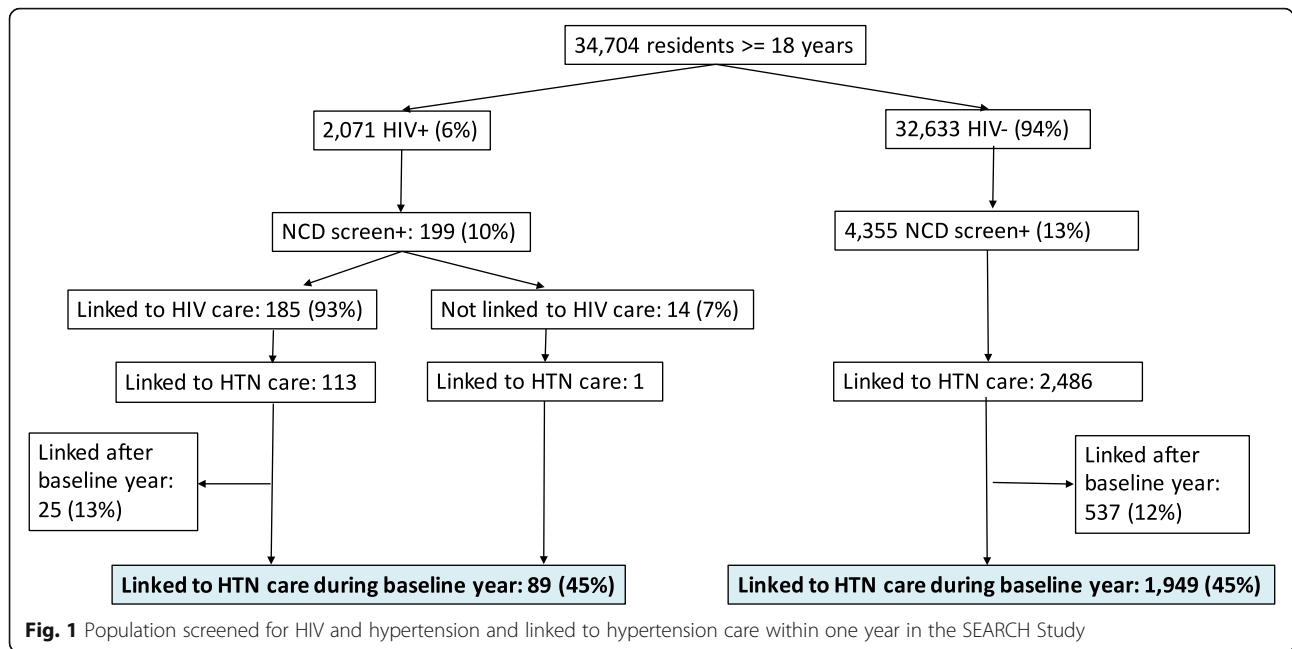 34,704 residents >= 18 years
2,071 HIV+ (6%)
32,633 HIV- (94%)
NCD screen+: 199 (10%)
4,355 NCD screen+ (13%)
Linked to HIV care: 185 (93%)
Not linked to HIV care: 14 (7%)
Linked to HTN care: 113
Linked to HTN care: 1
Linked to HTN care: 2,486
Linked after
baseline year:
25 (13%)
Linked after
baseline year:
537 (12%)
Linked to HTN care during baseline year: 89 (45%)
Linked to HTN care during baseline year: 1,949 (45%)
Fig. 1 Population screened for HIV and hypertension and linked to hypertension care within one year in the SEARCH Study